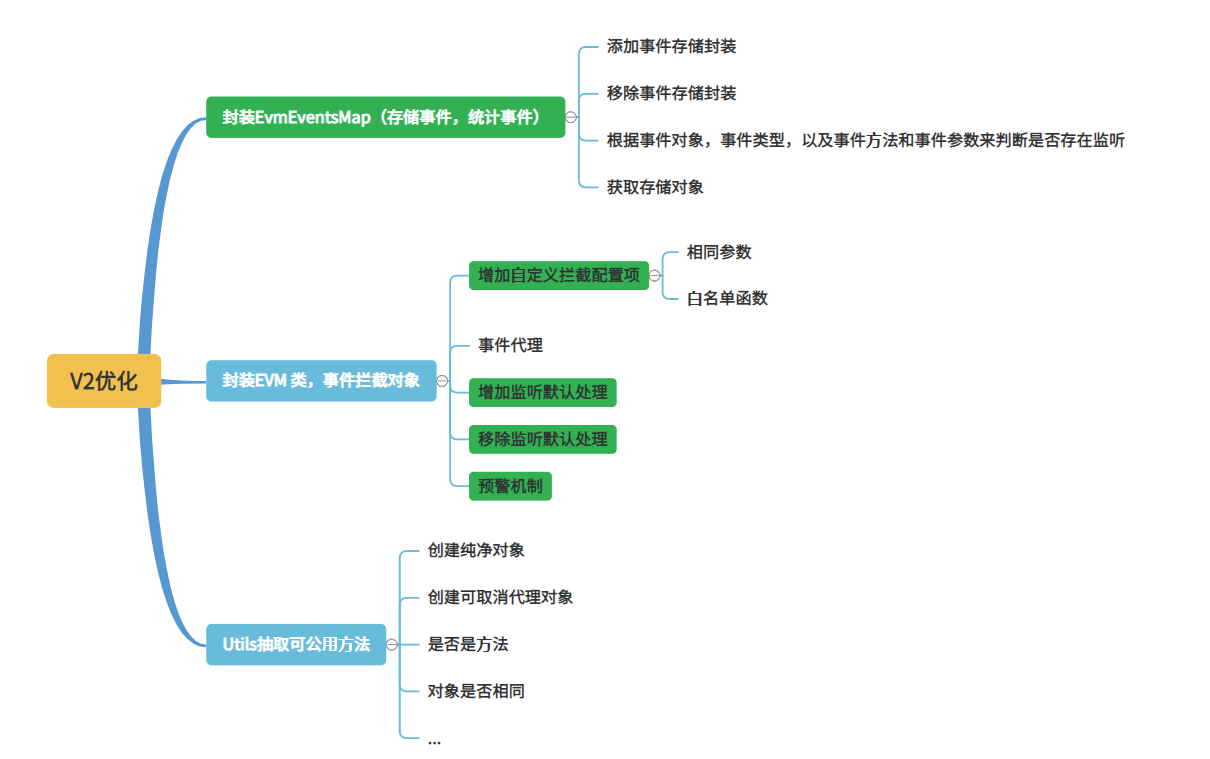 V2优化
封装EvmEventsMap（存储事件，统计事件）
添加事件存储封装
移除事件存储封装
根据事件对象，事件类型，以及事件方法和事件参数来判断是否存在监听
获取存储对象
封装EVM 类，事件拦截对象
增加自定义拦截配置项
相同参数
白名单函数
事件代理
增加监听默认处理
移除监听默认处理
预警机制
Utils抽取可公用方法
创建纯净对象
创建可取消代理对象
是否是方法
对象是否相同
...